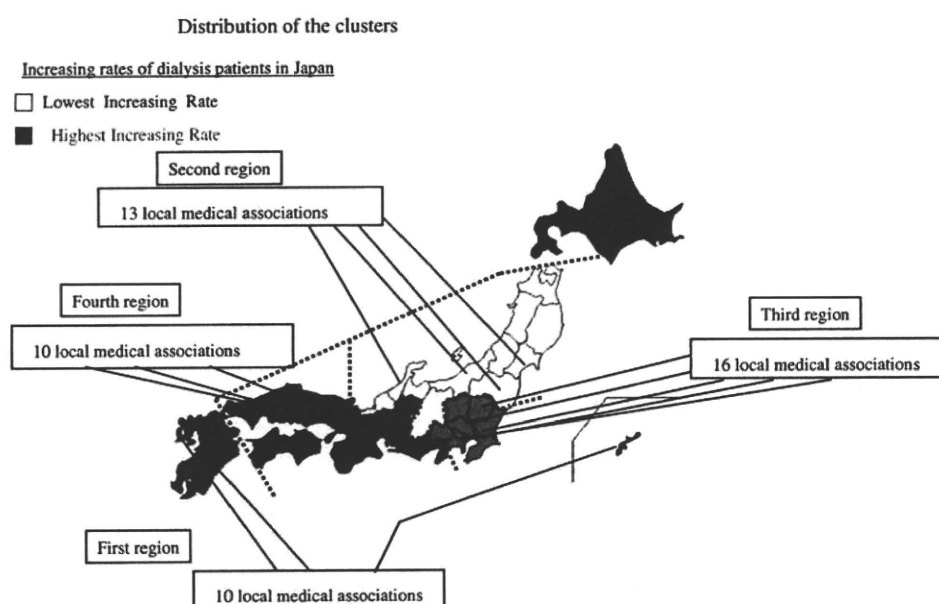 Distribution of the clusters
Increasing rates of dialysis patients in Japan
Lowest Increasing Rate
Highest Increasing Rate
Second region
13 local medical associations
Fourth region
10 local medical associations
Third region
16 local medical associations
First region
10 local medical associations